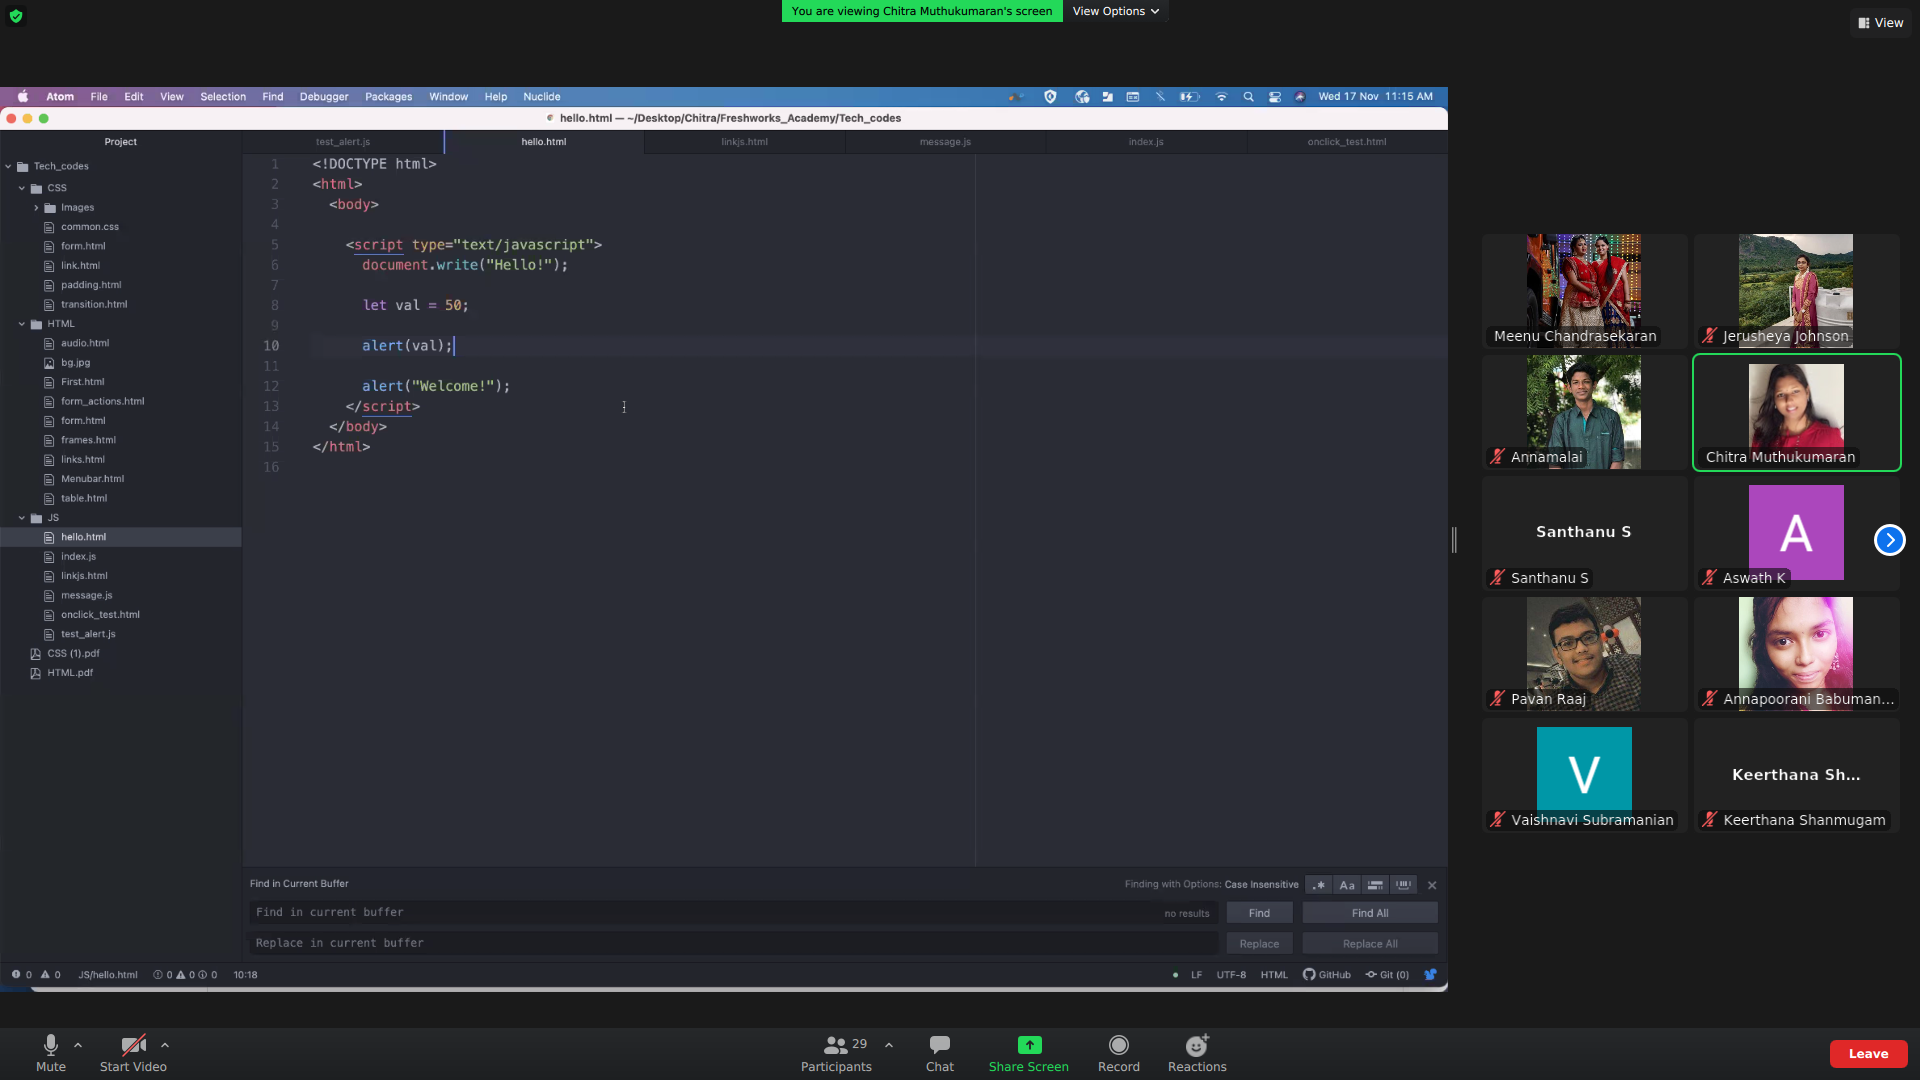 You are viewing Chitra Muthukumaran's screen
View Options
View
Atom File Edit View Selection Find Debugger Packages Window Help Nuclide
Wed 17 Nov 11:15 AM
hello.html — ~/Desktop/Chitra/Freshworks_Academy/Tech_codes
Project
test_alert.js
hello.html
linkjs.html
message.js
index.js
onclick_test.html
Tech_codes
CSS
Images
common.css
form.html
link.html
padding.html
transition.html
HTML
audio.html
bg.jpg
First.html
form_actions.html
form.html
frames.html
links.html
Menubar.html
table.html
JS
hello.html
index.js
linkjs.html
message.js
onclick_test.html
test_alert.js
CSS (1).pdf
HTML.pdf
1 <!DOCTYPE html>
2 <html>
3 <body>
4
5 <script type="text/javascript">
6 document.write("Hello!");
7
8 let val = 50;
9
10 alert(val);
11
12 alert("Welcome!");
13 </script>
14 </body>
15 </html>
16
Find in Current Buffer
Finding with Options: Case Insensitive
.* Aa
Find in current buffer
no results
Find
Find All
Replace in current buffer
Replace
Replace All
0 0 JS/hello.html 0 0 0 10:18
LF UTF-8 HTML GitHub Git (0)
Meenu Chandrasekaran
Jerusheya Johnson
Annamalai
Chitra Muthukumaran
Santhanu S
Santhanu S
A
Aswath K
Pavan Raaj
Annapoorani Babuman...
V
Vaishnavi Subramanian
Keerthana Sh...
Keerthana Shanmugam
Mute
Start Video
29
Participants
Chat
Share Screen
Record
Reactions
Leave